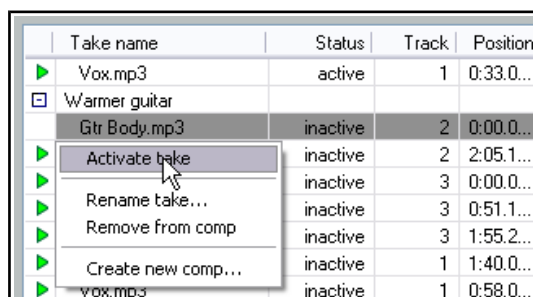 Take name Status Track Position
Vox.mp3 active 1 0:33.0...
Warmer guitar
Gtr Body.mp3 inactive 2 0:00.0...
Activate take inactive 2 2:05.1...
inactive 3 0:00.0...
Rename take... inactive 3 0:51.1...
Remove from comp inactive 3 1:55.2...
Create new comp... inactive 1 1:40.0...
Vox.mp3 inactive 1 0:58.0...